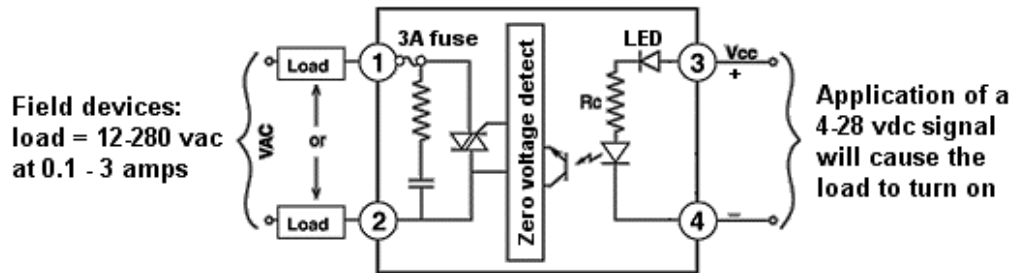 Field devices:
load = 12-280 vac
at 0.1 - 3 amps
VAC
Load
or
Load
1
2
3A fuse
Zero voltage detect
LED
Rc
3
4
Vcc
+
−
Application of a
4-28 vdc signal
will cause the
load to turn on